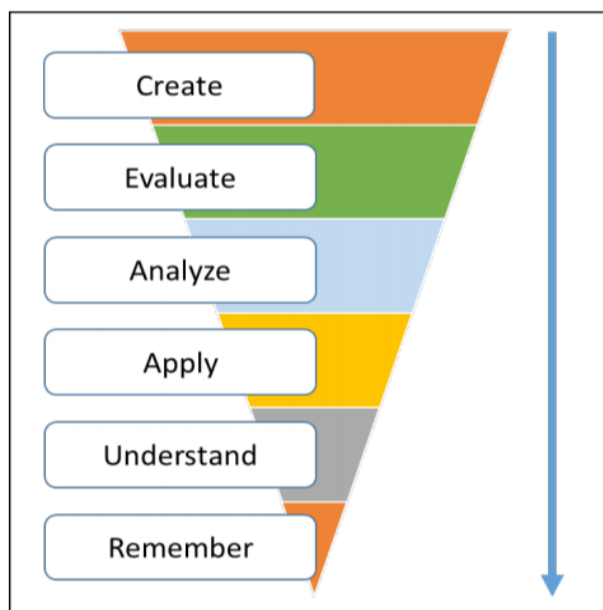 Create
Evaluate
Analyze
Apply
Understand
Remember